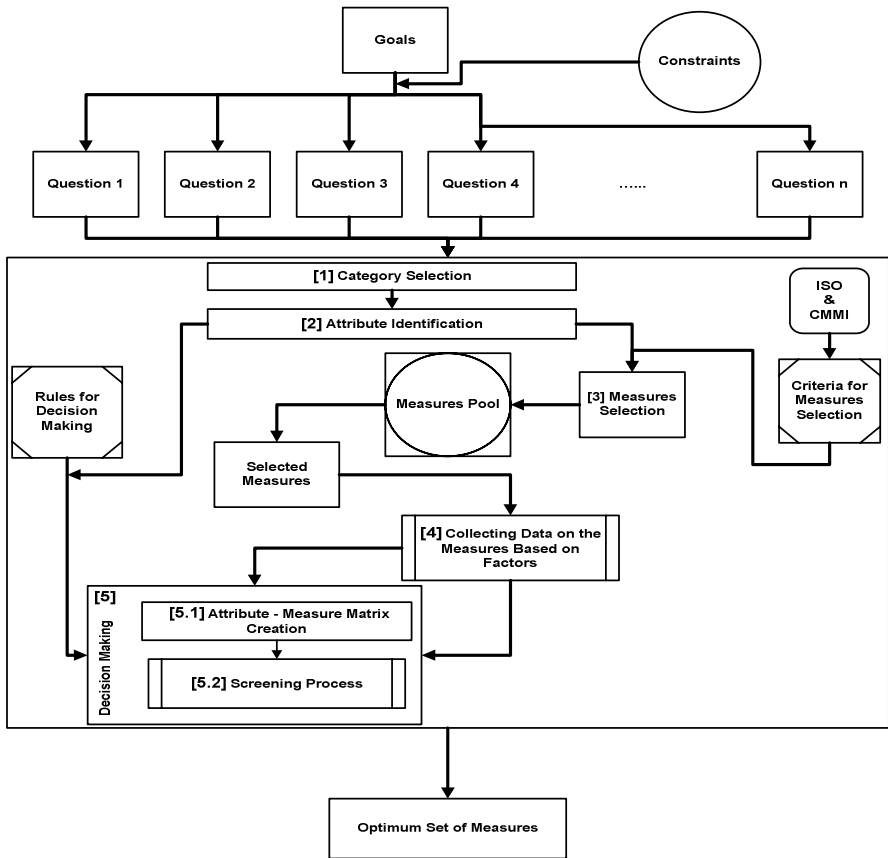 Goals
Constraints
Question 1
Question 2
Question 3
Question 4
......
Question n
[1] Category Selection
ISO
&
CMMI
[2] Attribute Identification
Rules for
Decision
Making
Measures Pool
[3] Measures
Selection
Criteria for
Measures
Selection
Selected
Measures
[4] Collecting Data on the
Measures Based on
Factors
[5]
Decision Making
[5.1] Attribute - Measure Matrix
Creation
[5.2] Screening Process
Optimum Set of Measures